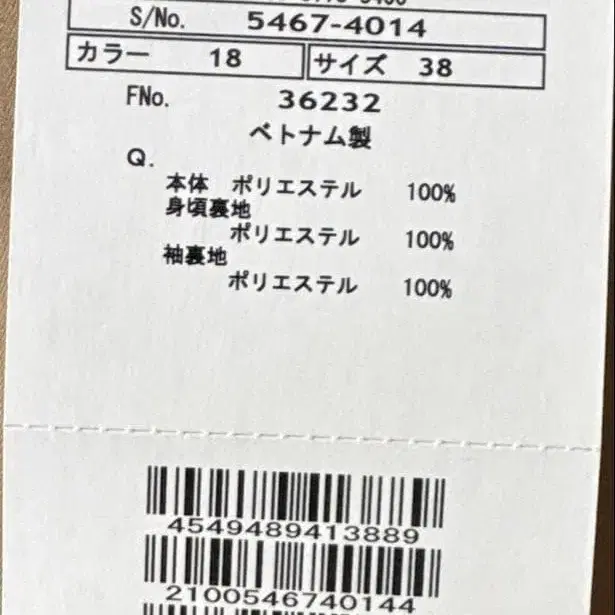 S/No. 5467-4014
カラー 18 サイズ 38
FNo. 36232
ベトナム製
Q.
本体 ポリエステル 100%
身頃裏地
ポリエステル 100%
袖裏地
ポリエステル 100%
4549489413889
2100546740144